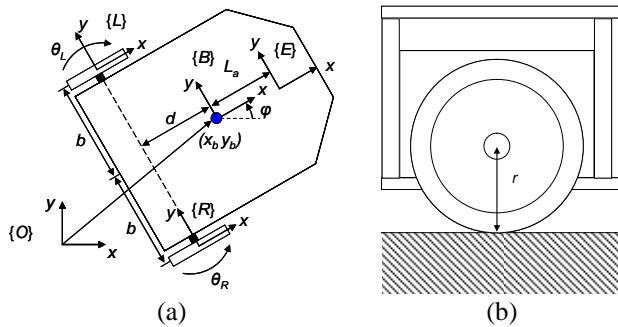 y {L} x
θL
y {B} La y {E} x
x
d φ
(xb,yb)
b
b
y {R} x
θR
y
{O} x
r
(a) (b)